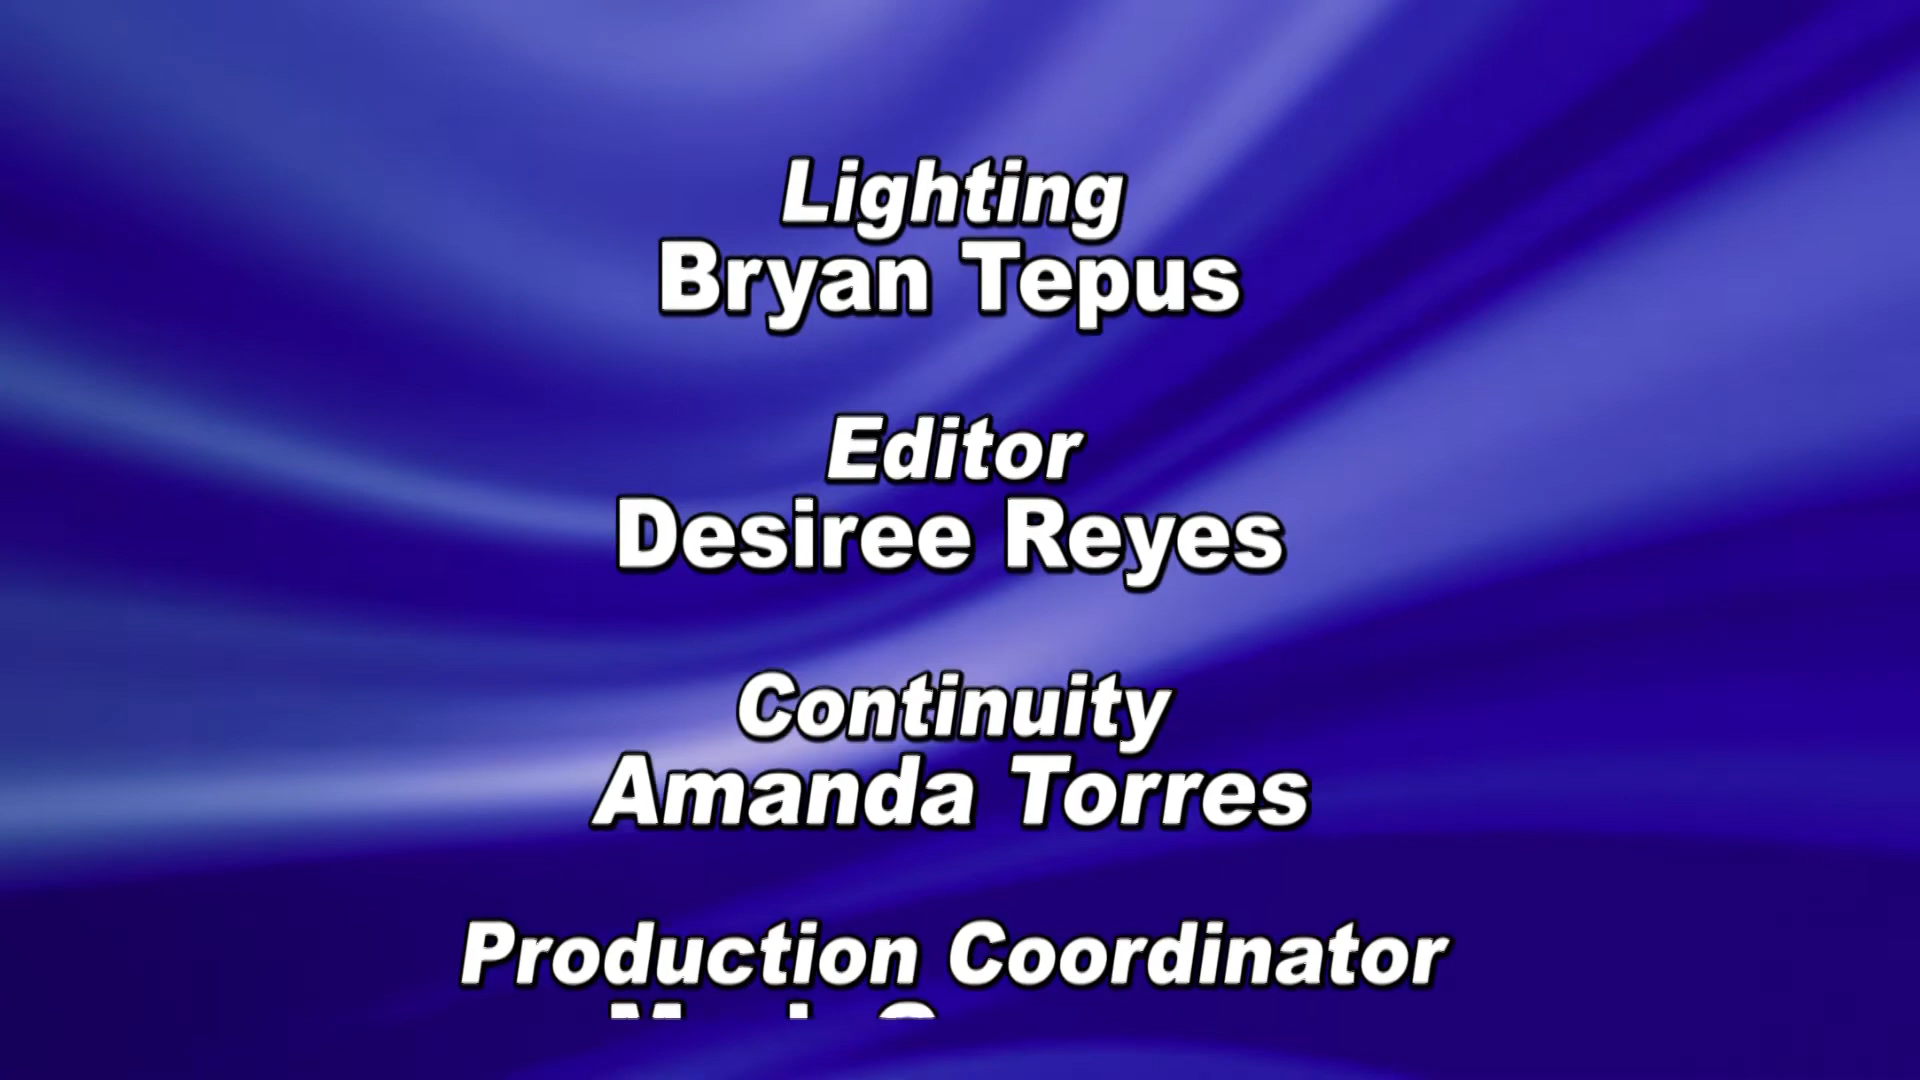 Lighting
Bryan Tepus
Editor
Desiree Reyes
Continuity
Amanda Torres
Production Coordinator